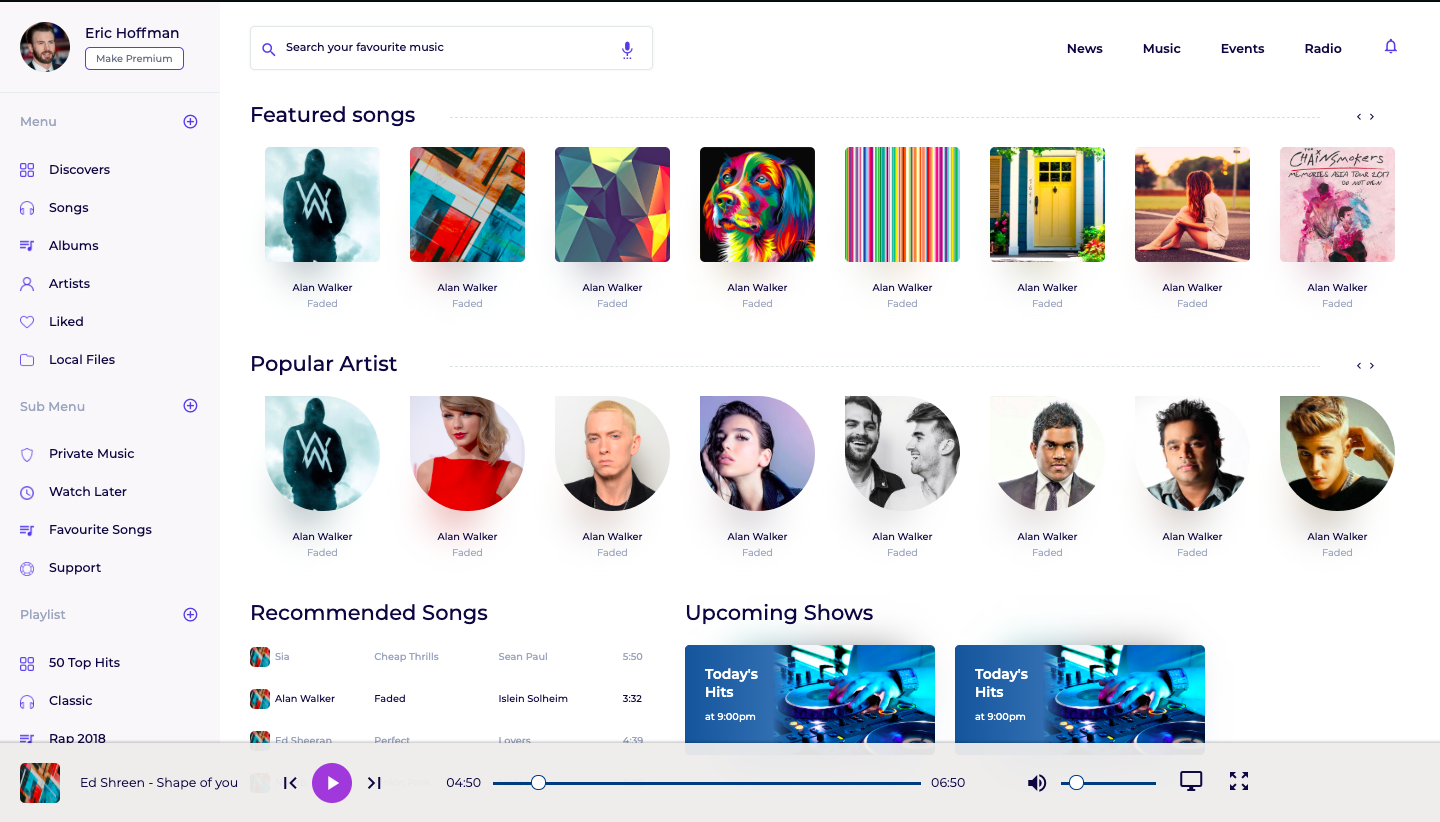 Eric Hoffman
Make Premium
Search your favourite music
News Music Events Radio
Menu
Discovers
Songs
Albums
Artists
Liked
Local Files
Sub Menu
Private Music
Watch Later
Favourite Songs
Support
Playlist
50 Top Hits
Classic
Rap 2018
Featured songs
THE
CHAINSMOKERS
MEMORIES ASIA TOUR 2017
DO NOT OPEN
Alan Walker Alan Walker Alan Walker Alan Walker Alan Walker Alan Walker Alan Walker Alan Walker
Faded Faded Faded Faded Faded Faded Faded Faded
Popular Artist
Alan Walker Alan Walker Alan Walker Alan Walker Alan Walker Alan Walker Alan Walker Alan Walker
Faded Faded Faded Faded Faded Faded Faded Faded
Recommended Songs
Sia Cheap Thrills Sean Paul 5:50
Alan Walker Faded Islein Solheim 3:32
Ed Sheeran Perfect Lovers 4:39
Upcoming Shows
Today's
Hits
at 9:00pm
Today's
Hits
at 9:00pm
Ed Shreen - Shape of you 04:50 06:50